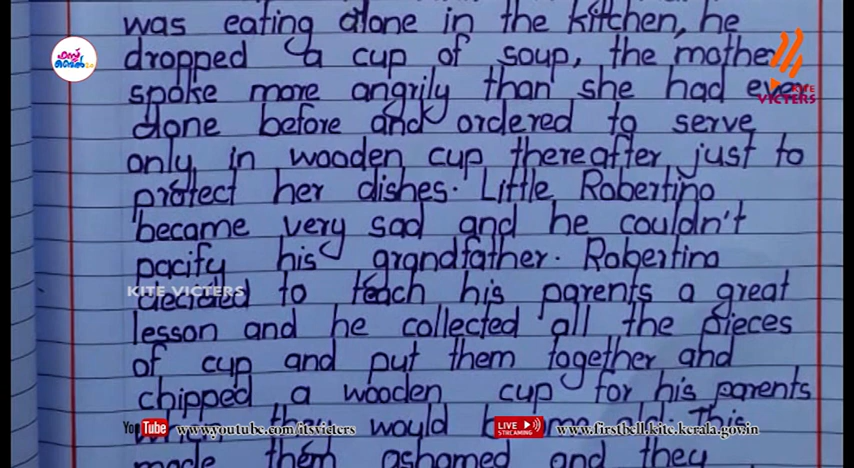 was eating alone in the kitchen, he
dropped a cup of soup, the mother
spoke more angrily than she had ever
KITE
VICTERS
done before and ordered to serve
only in wooden cup thereafter just to
protect her dishes. Little Robertino
became very sad and he couldn't
pacify his grandfather. Robertino
KITE VICTERS
decided to teach his parents a great
lesson and he collected all the pieces
of cup and put them together and
chipped a wooden cup for his parents
would old. This
YouTube www.youtube.com/itsvicters LIVE STREAMING www.firstbell.kite.kerala.gov.in
made them ashamed and they